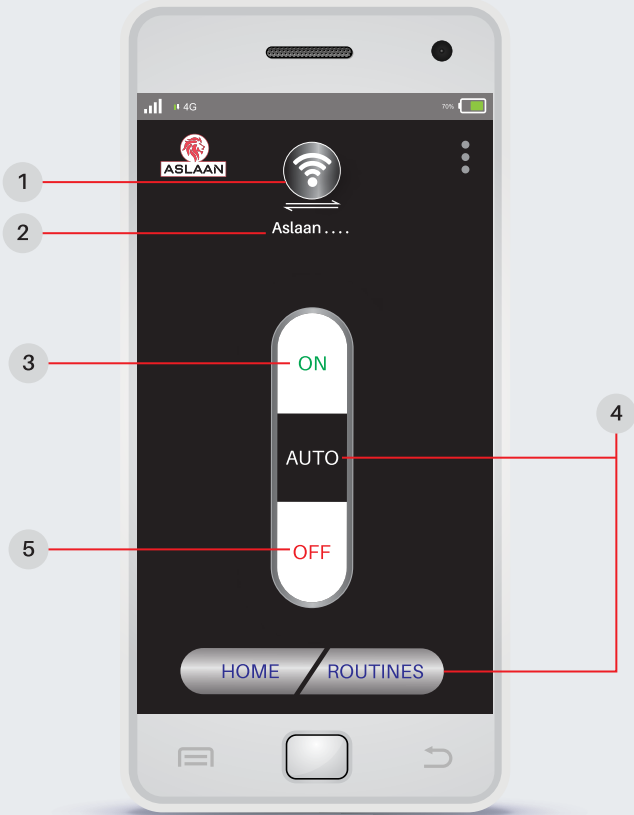 4G
70%
ASLAAN
1
2
Aslaan . . . .
3
ON
4
AUTO
5
OFF
HOME
ROUTINES